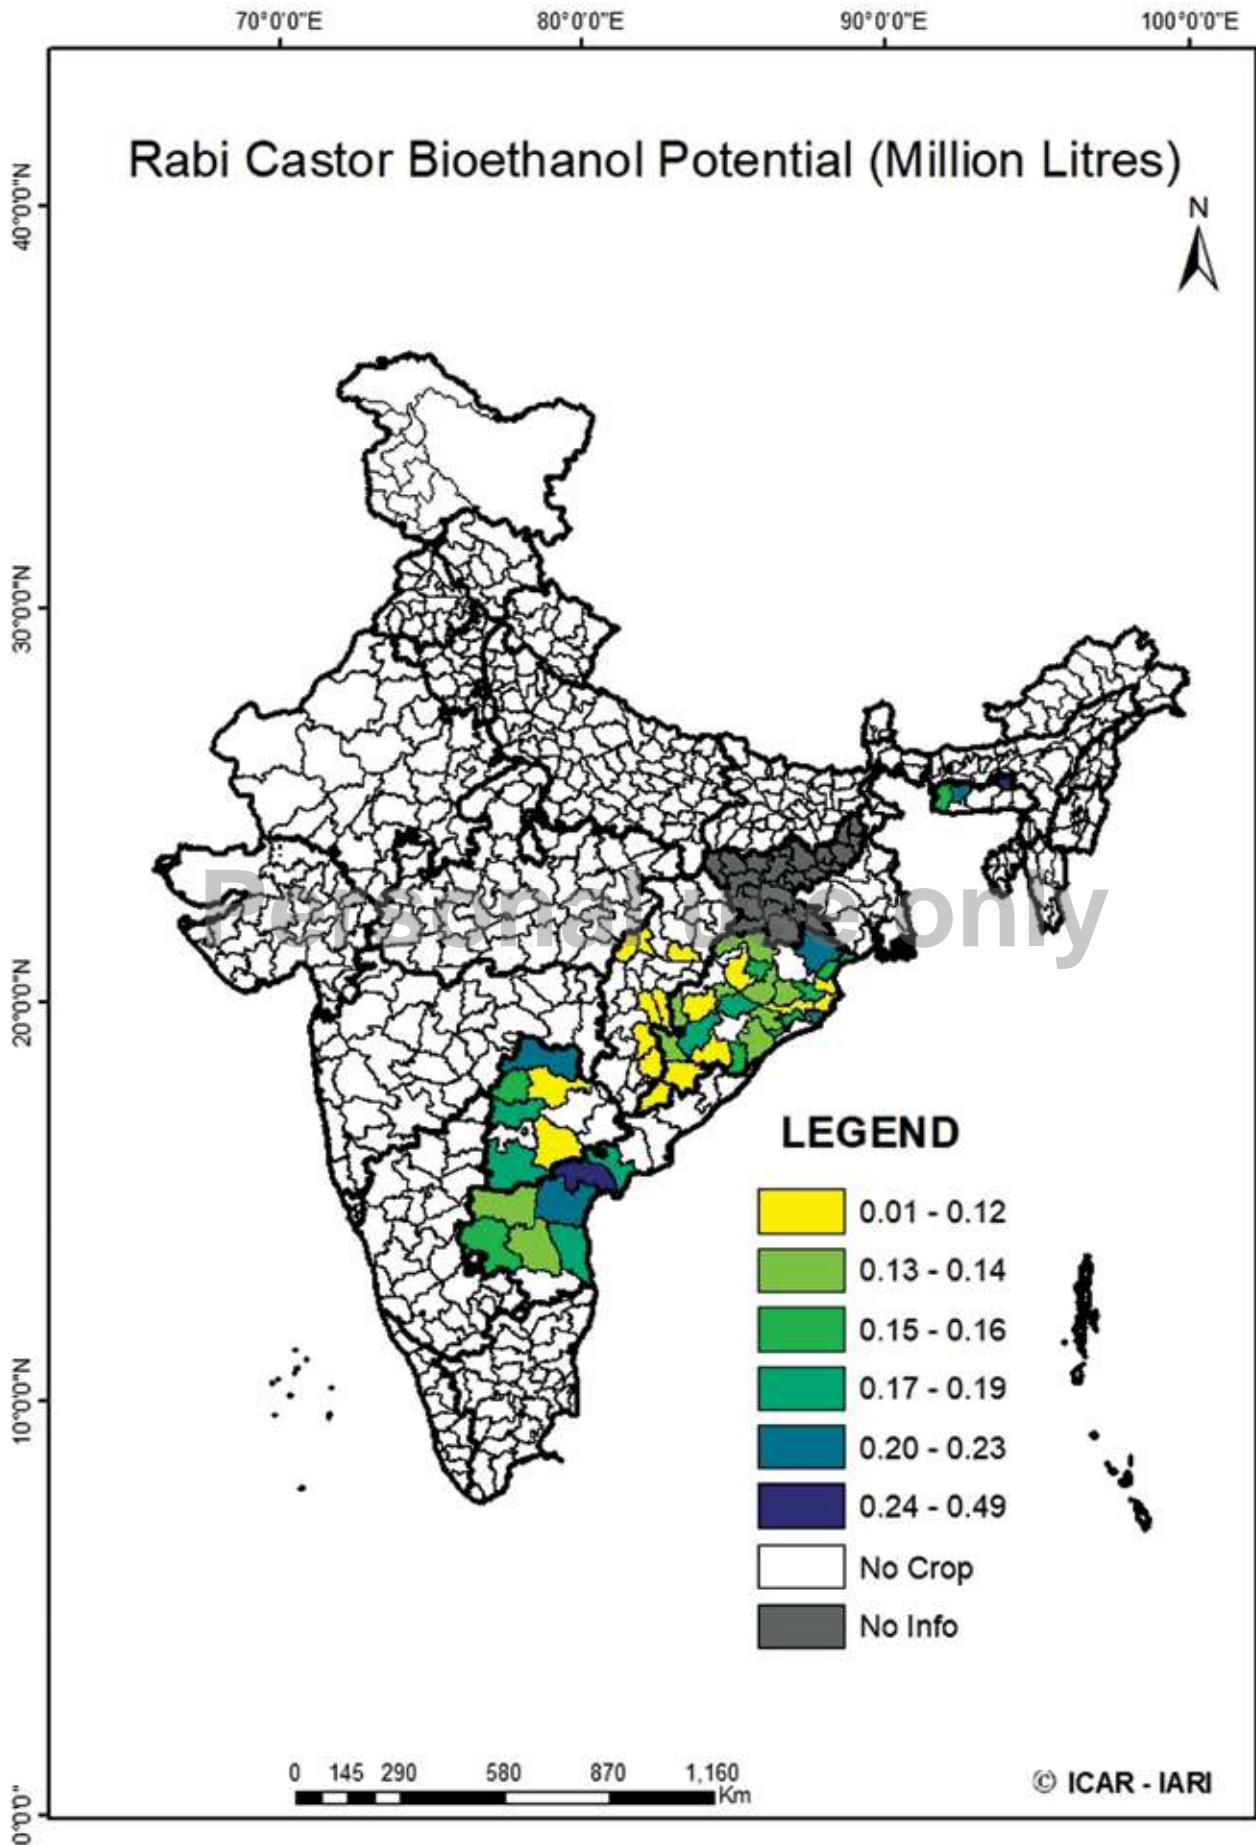 70°0'0"E 80°0'0"E 90°0'0"E 100°0'0"E
Rabi Castor Bioethanol Potential (Million Litres)
N
40°0'0"N
30°0'0"N
20°0'0"N
10°0'0"N
0°0'0"
Personal use only
LEGEND
0.01 - 0.12
0.13 - 0.14
0.15 - 0.16
0.17 - 0.19
0.20 - 0.23
0.24 - 0.49
No Crop
No Info
0 145 290 580 870 1,160
Km
© ICAR - IARI